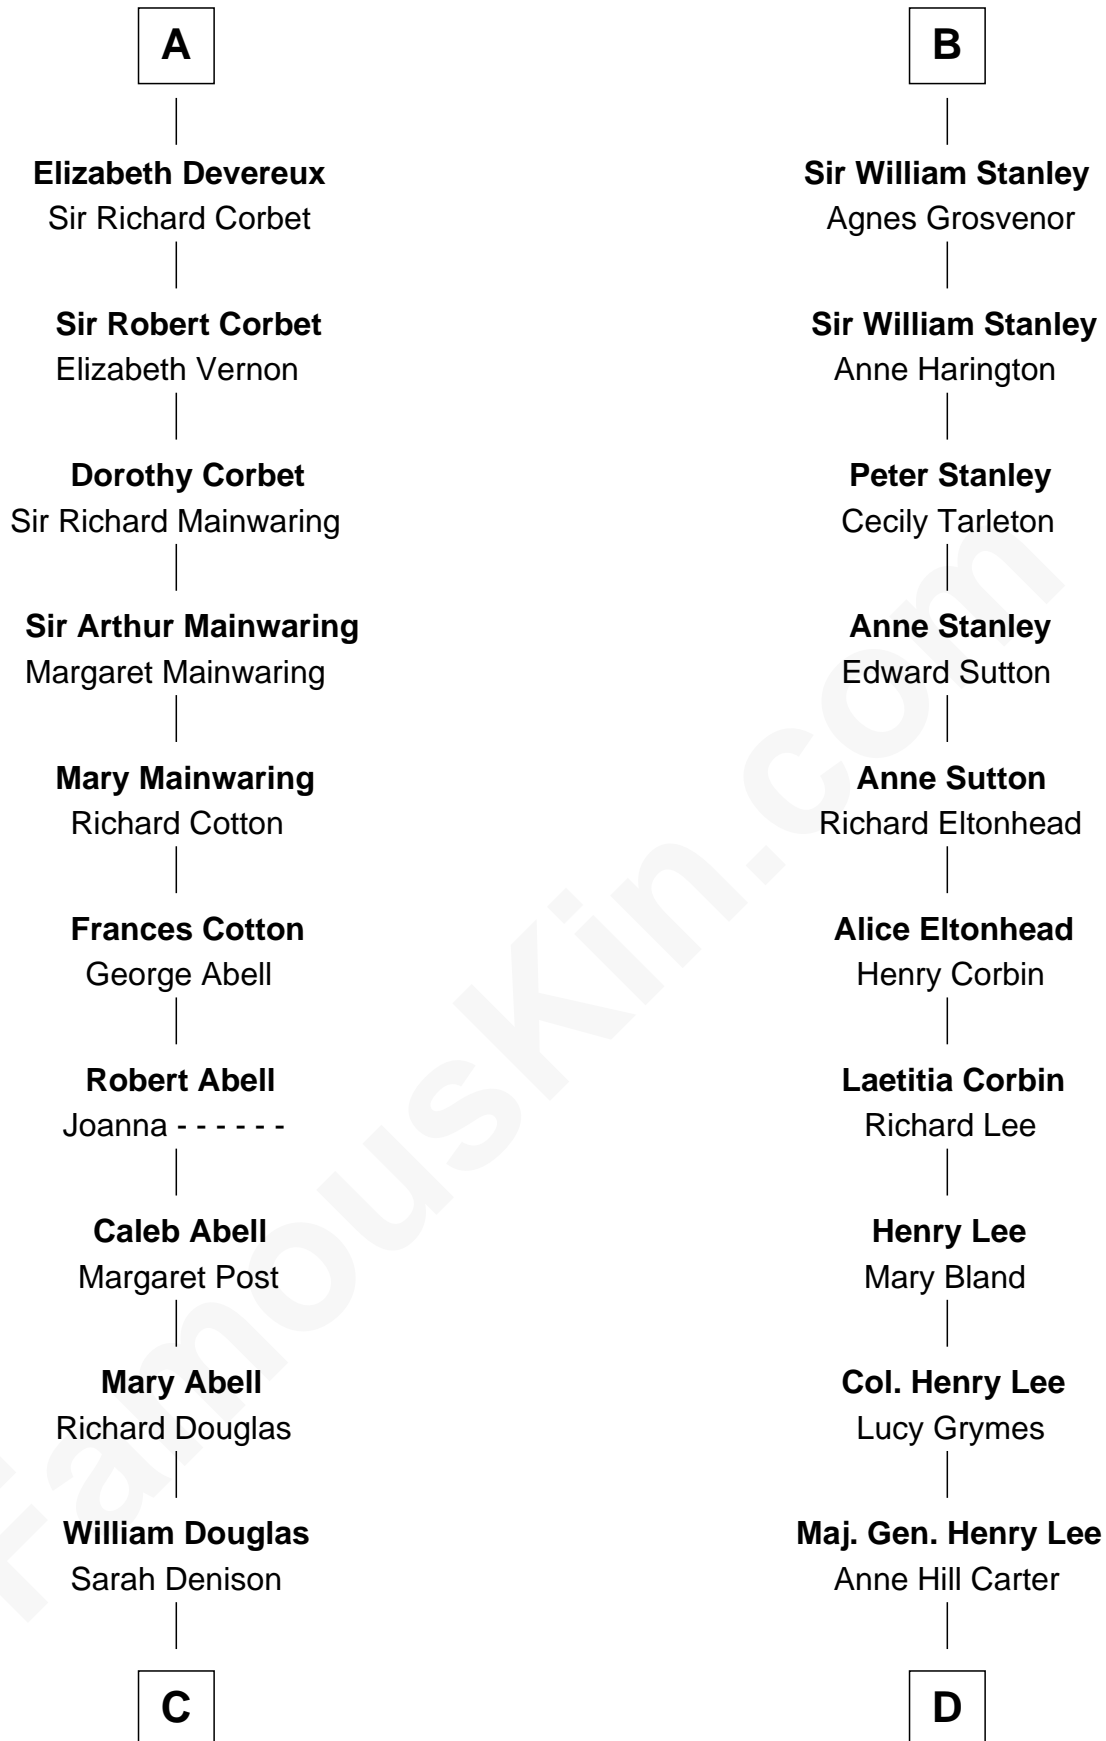 A
Elizabeth Devereux
Sir Richard Corbet
Sir Robert Corbet
Elizabeth Vernon
Dorothy Corbet
Sir Richard Mainwaring
Sir Arthur Mainwaring
Margaret Mainwaring
Mary Mainwaring
Richard Cotton
Frances Cotton
George Abell
Robert Abell
Joanna - - - - - -
Caleb Abell
Margaret Post
Mary Abell
Richard Douglas
William Douglas
Sarah Denison
C
B
Sir William Stanley
Agnes Grosvenor
Sir William Stanley
Anne Harington
Peter Stanley
Cecily Tarleton
Anne Stanley
Edward Sutton
Anne Sutton
Richard Eltonhead
Alice Eltonhead
Henry Corbin
Laetitia Corbin
Richard Lee
Henry Lee
Mary Bland
Col. Henry Lee
Lucy Grymes
Maj. Gen. Henry Lee
Anne Hill Carter
D
FamousKin.com